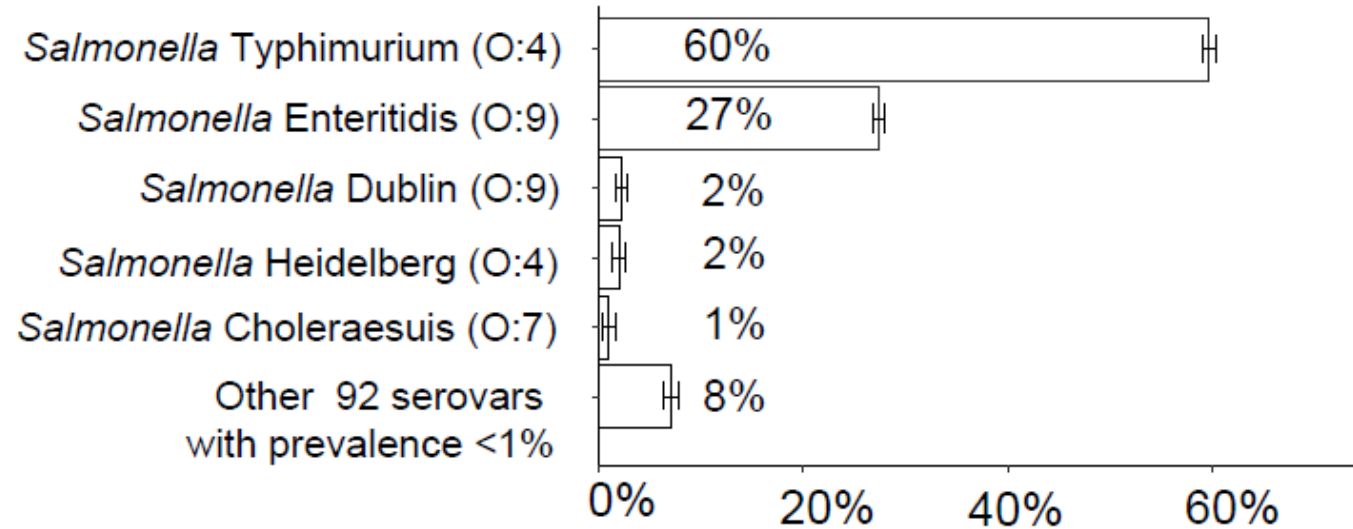 Salmonella Typhimurium (O:4) 60%
Salmonella Enteritidis (O:9) 27%
Salmonella Dublin (O:9) 2%
Salmonella Heidelberg (O:4) 2%
Salmonella Choleraesuis (O:7) 1%
Other 92 serovars 8%
with prevalence <1%
0% 20% 40% 60%